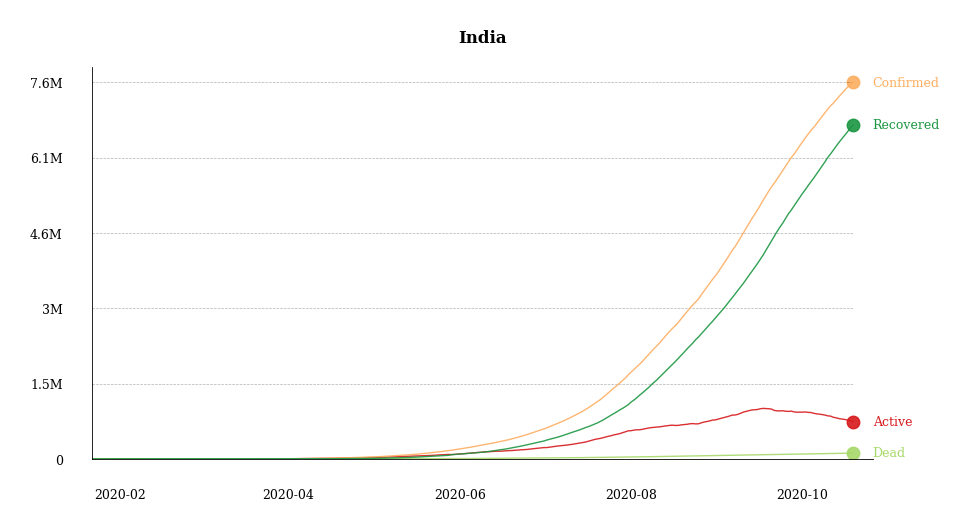 India
7.6M
Confirmed
Recovered
6.1M
4.6M
3M
1.5M
Active
Dead
0
2020-02
2020-04
2020-06
2020-08
2020-10